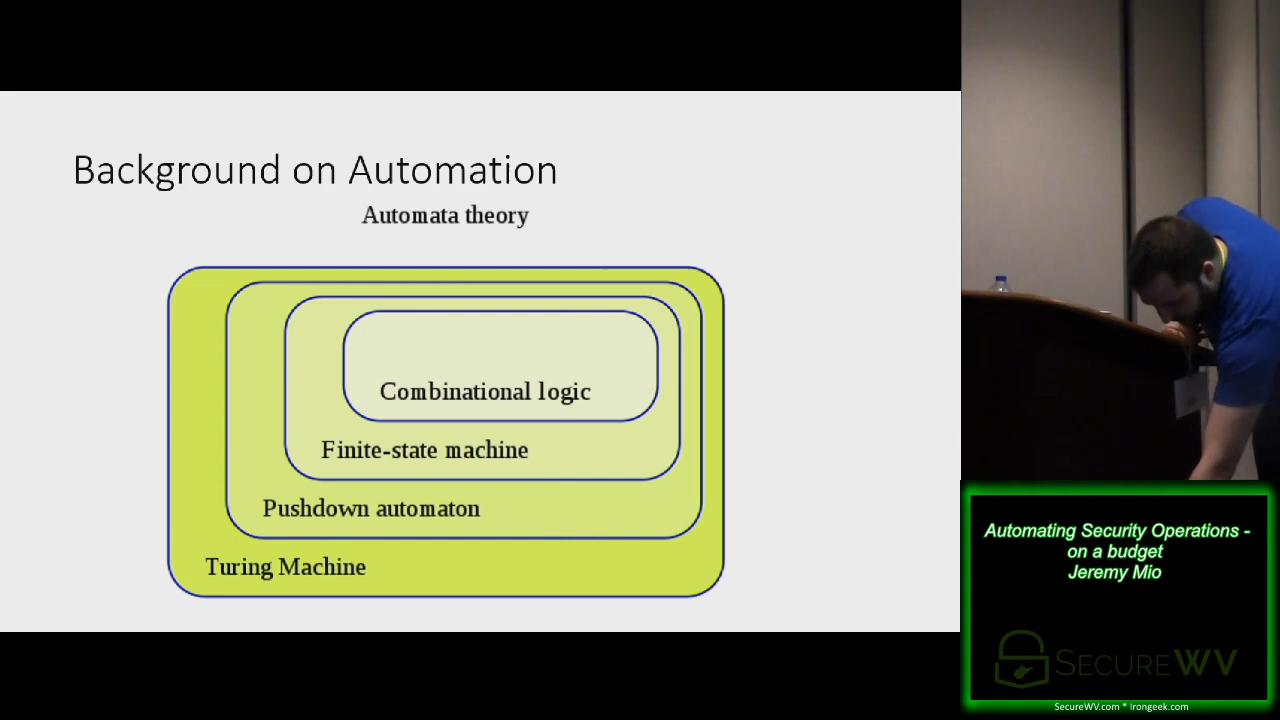 Background on Automation
Automata theory
Combinational logic
Finite-state machine
Pushdown automaton
Turing Machine
Automating Security Operations -
on a budget
Jeremy Mio
SECUREWV
SecureWV.com * Irongeek.com